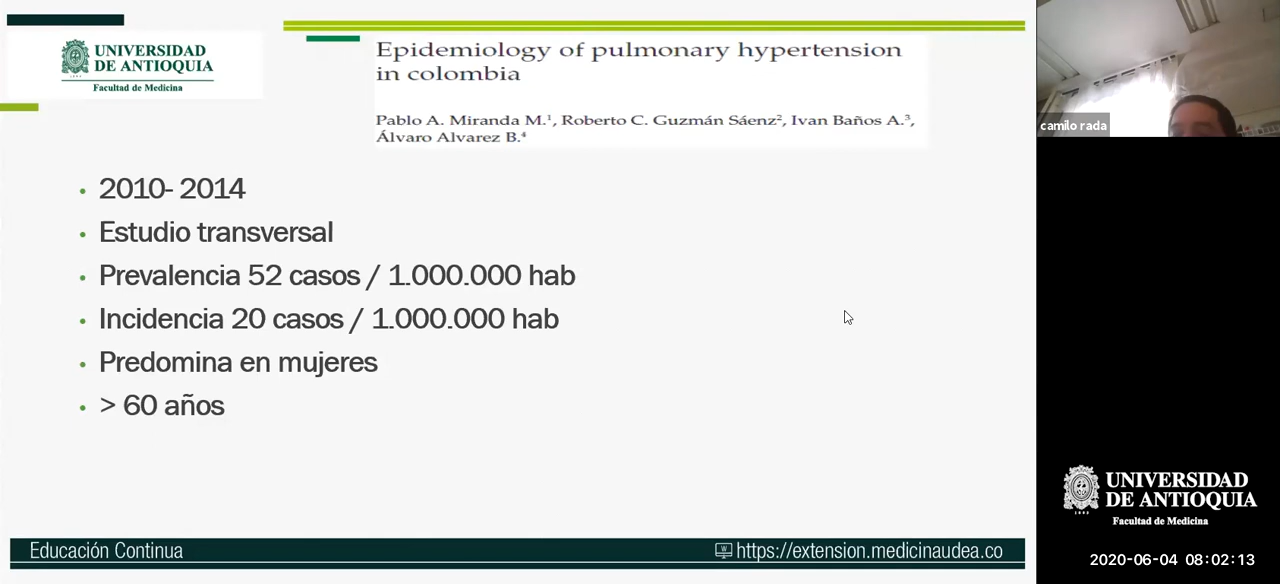 UNIVERSIDAD
DE ANTIOQUIA
1803
Facultad de Medicina
Epidemiology of pulmonary hypertension
in colombia
Pablo A. Miranda M.¹, Roberto C. Guzmán Sáenz², Ivan Baños A.³,
Álvaro Alvarez B.⁴
• 2010- 2014
• Estudio transversal
• Prevalencia 52 casos / 1.000.000 hab
• Incidencia 20 casos / 1.000.000 hab
• Predomina en mujeres
• > 60 años
Educación Continua
https://extension.medicinaudea.co
camilo rada
UNIVERSIDAD
DE ANTIOQUIA
1803
Facultad de Medicina
2020-06-04 08:02:13